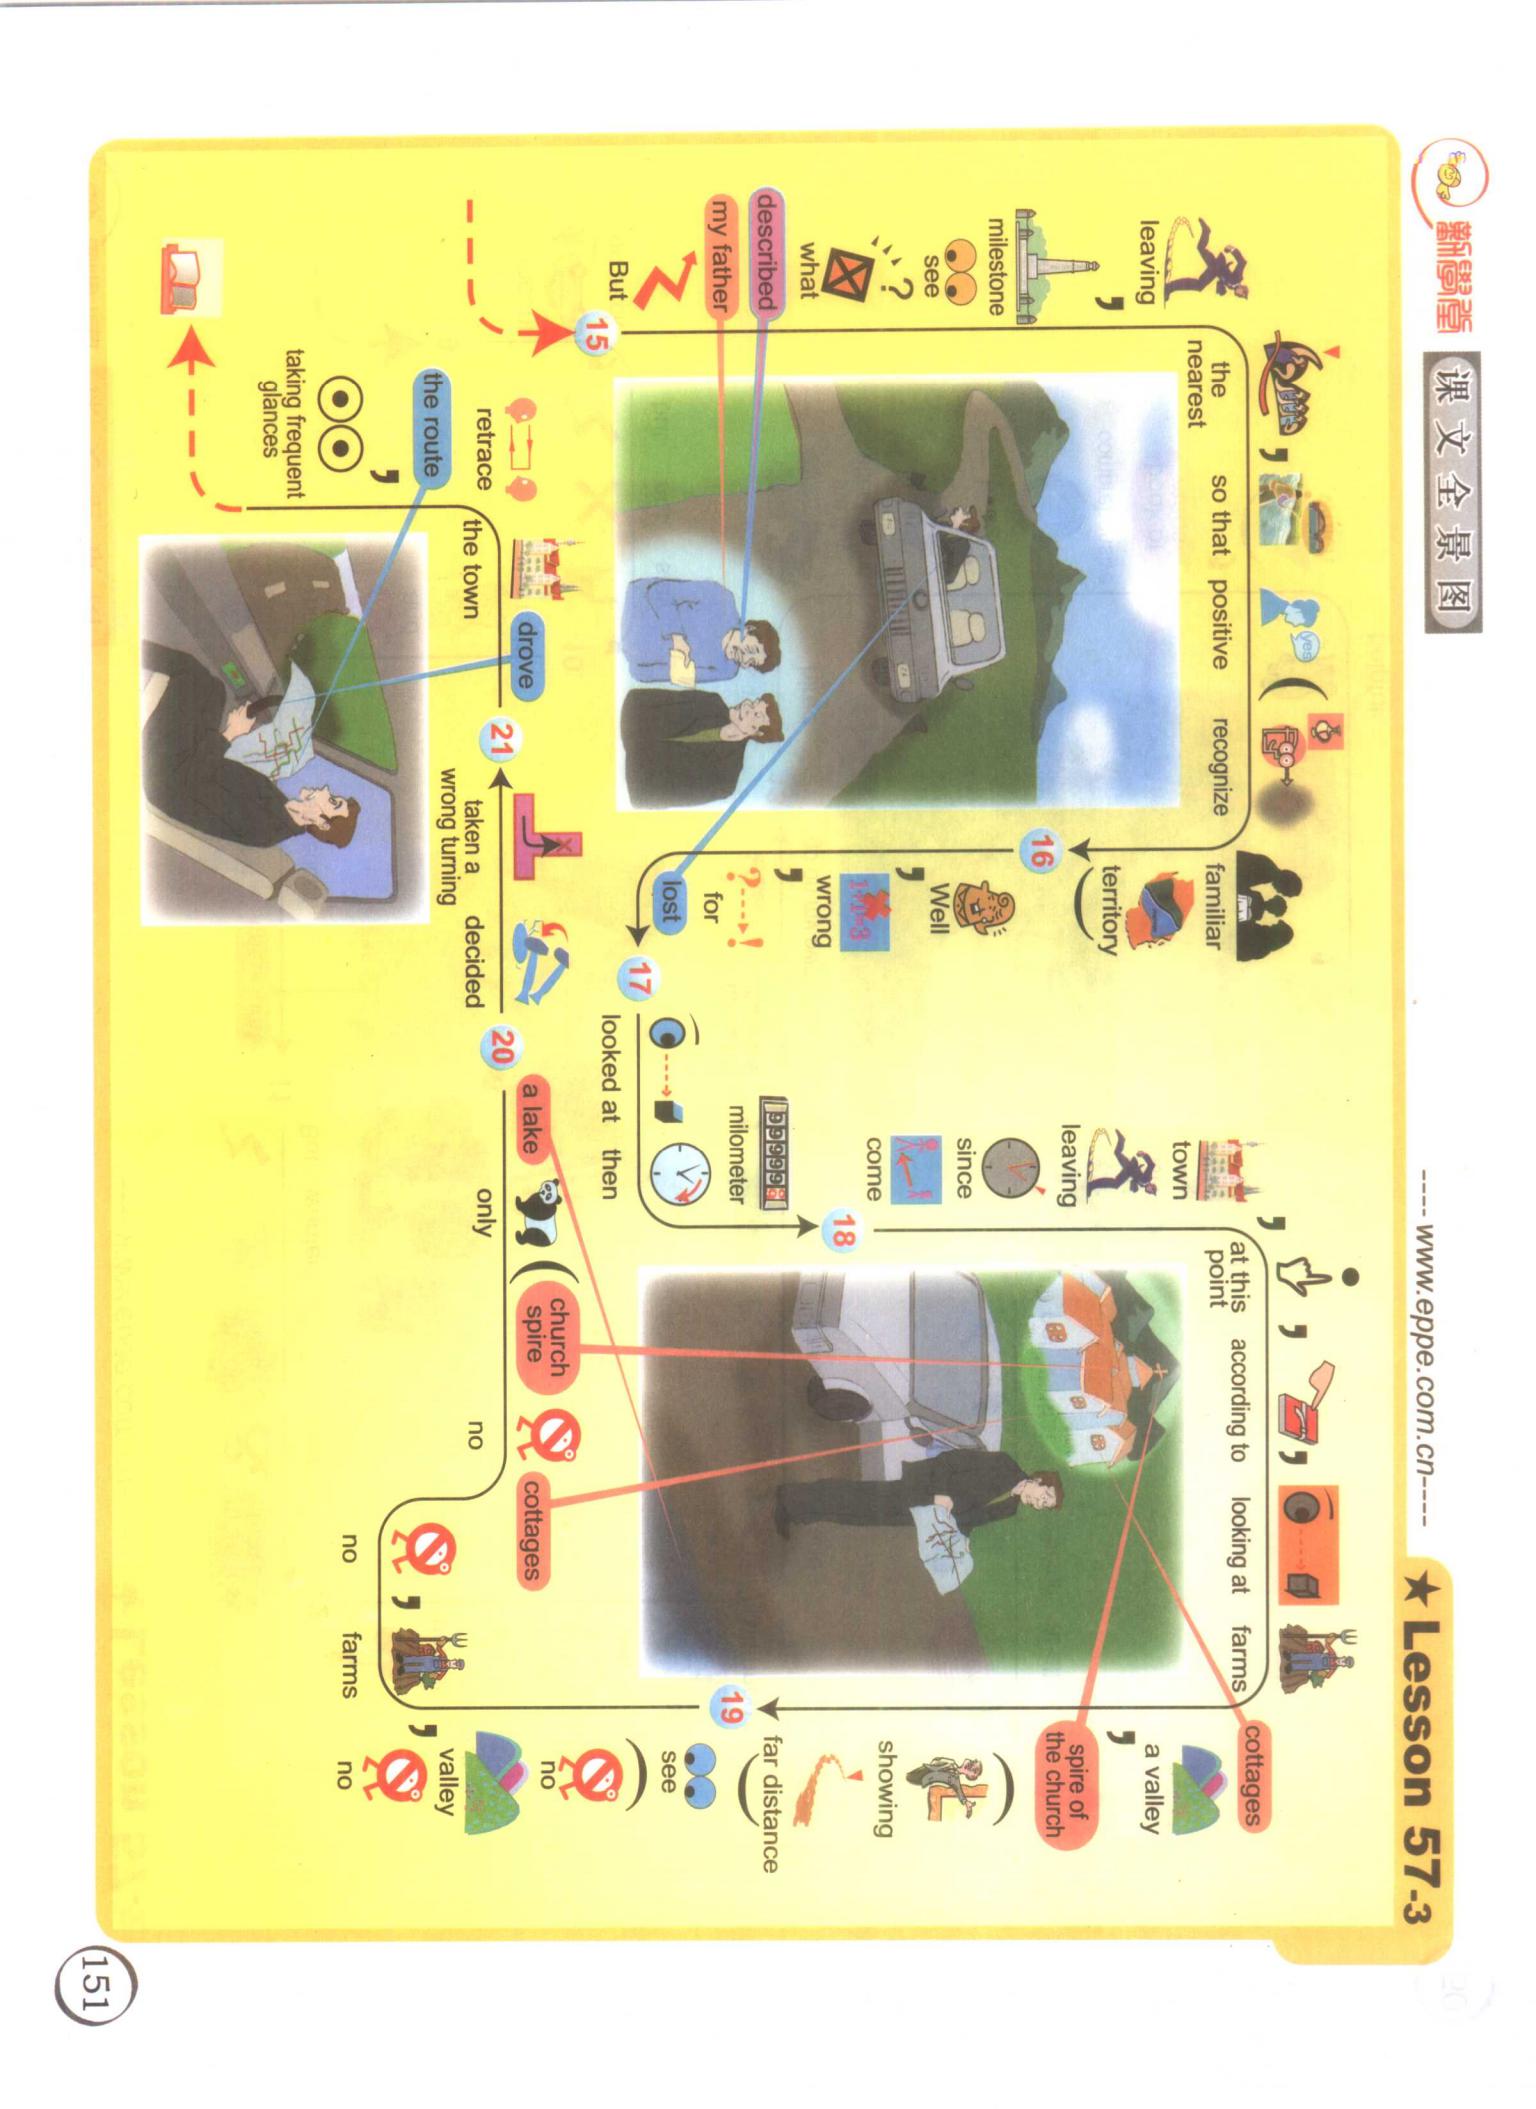 新學堂
课文全景图
----www.eppe.com.cn----
★ Lesson 57-3
15
But
my father
described
what
see
milestone
,
leaving
the
nearest
,
so that
positive
yes
(
recognize
16
familiar
territory
)
Well
,
wrong
1+1=3
,
for
lost
17
looked at
then
milometer
99999
18
come
since
leaving
town
,
at this
point
,
according to
,
looking at
farms
cottages
a valley
,
spire of
the church
(
showing
far distance
)
19
see
(
no
valley
,
no
farms
,
no
cottages
no
church
spire
)
only
a lake
20
decided
taken a
wrong turning
21
drove
the town
retrace
the route
,
taking frequent
glances
151